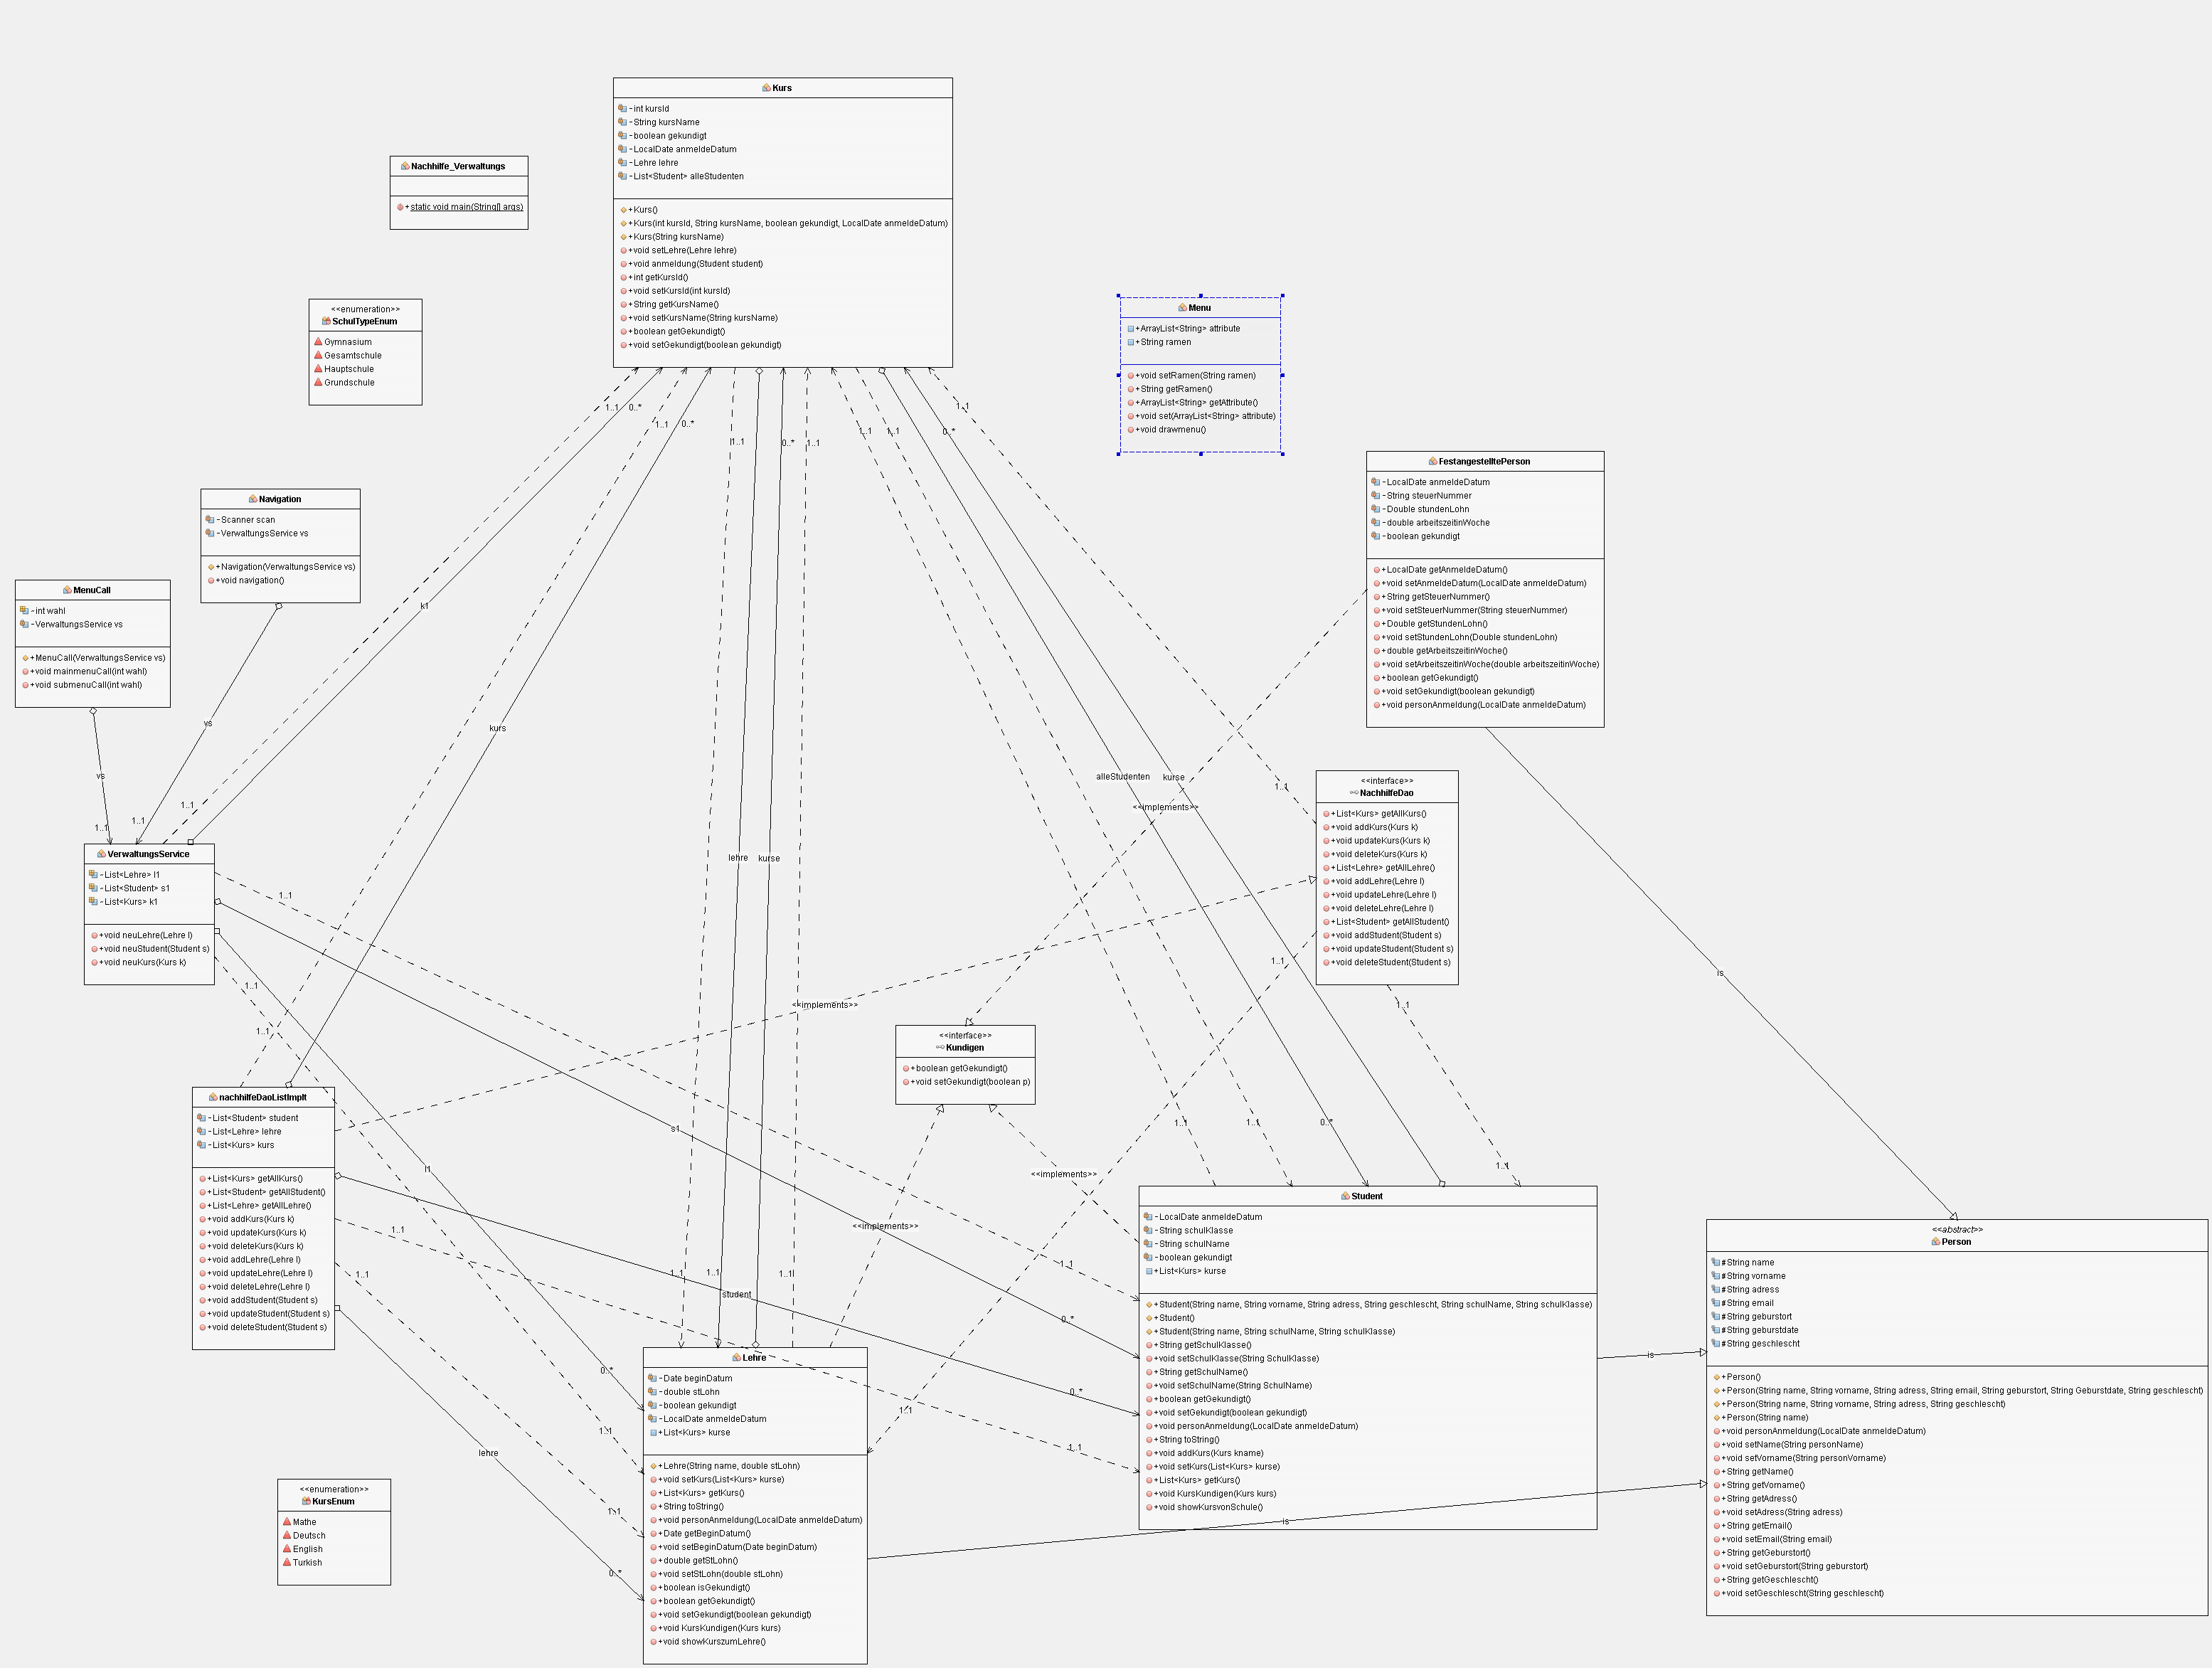 Kurs
-int kursId
-String kursName
-boolean gekundigt
-LocalDate anmeldeDatum
-Lehre lehre
-List<Student> alleStudenten
+Kurs()
+Kurs(int kursId, String kursName, boolean gekundigt, LocalDate anmeldeDatum)
+Kurs(String kursName)
+void setLehre(Lehre lehre)
+void anmeldung(Student student)
+int getKursId()
+void setKursId(int kursId)
+String getKursName()
+void setKursName(String kursName)
+boolean getGekundigt()
+void setGekundigt(boolean gekundigt)
Nachhilfe_Verwaltungs
+static void main(String[] args)
<<enumeration>>
SchulTypeEnum
Gymnasium
Gesamtschule
Hauptschule
Grundschule
Menu
+ArrayList<String> attribute
+String ramen
+void setRamen(String ramen)
+String getRamen()
+ArrayList<String> getAttribute()
+void set(ArrayList<String> attribute)
+void drawmenu()
1..1
0..*
1..1
0..*
1..1
0..*
1..1
1..1
1..1
0..*
1..1
FestangestelltePerson
-LocalDate anmeldeDatum
-String steuerNummer
-Double stundenLohn
-double arbeitszeitinWoche
-boolean gekundigt
+LocalDate getAnmeldeDatum()
+void setAnmeldeDatum(LocalDate anmeldeDatum)
+String getSteuerNummer()
+void setSteuerNummer(String steuerNummer)
+Double getStundenLohn()
+void setStundenLohn(Double stundenLohn)
+double getArbeitszeitinWoche()
+void setArbeitszeitinWoche(double arbeitszeitinWoche)
+boolean getGekundigt()
+void setGekundigt(boolean gekundigt)
+void personAnmeldung(LocalDate anmeldeDatum)
Navigation
-Scanner scan
-VerwaltungsService vs
+Navigation(VerwaltungsService vs)
+void navigation()
MenuCall
-int wahl
-VerwaltungsService vs
+MenuCall(VerwaltungsService vs)
+void mainmenuCall(int wahl)
+void submenuCall(int wahl)
k1
vs
kurs
vs
alleStudenten
kurse
<<implements>>
1..1
1..1
1..1
1..1
lehre
kurse
<<interface>>
NachhilfeDao
+List<Kurs> getAllKurs()
+void addKurs(Kurs k)
+void updateKurs(Kurs k)
+void deleteKurs(Kurs k)
+List<Lehre> getAllLehre()
+void addLehre(Lehre l)
+void updateLehre(Lehre l)
+void deleteLehre(Lehre l)
+List<Student> getAllStudent()
+void addStudent(Student s)
+void updateStudent(Student s)
+void deleteStudent(Student s)
VerwaltungsService
-List<Lehre> l1
-List<Student> s1
-List<Kurs> k1
+void neuLehre(Lehre l)
+void neuStudent(Student s)
+void neuKurs(Kurs k)
1..1
1..1
1..1
1..1
1..1
is
<<implements>>
<<interface>>
Kundigen
+boolean getGekundigt()
+void setGekundigt(boolean p)
nachhilfeDaoListImplt
-List<Student> student
-List<Lehre> lehre
-List<Kurs> kurs
+List<Kurs> getAllKurs()
+List<Student> getAllStudent()
+List<Lehre> getAllLehre()
+void addKurs(Kurs k)
+void updateKurs(Kurs k)
+void deleteKurs(Kurs k)
+void addLehre(Lehre l)
+void updateLehre(Lehre l)
+void deleteLehre(Lehre l)
+void addStudent(Student s)
+void updateStudent(Student s)
+void deleteStudent(Student s)
s1
l1
1..1
1..1
0..*
1..1
<<implements>>
<<implements>>
1..1
1..1
1..1
1..1
1..1
student
1..1
1..1
0..*
0..*
0..*
1..1
1..1
1..1
lehre
1..1
0..*
Student
-LocalDate anmeldeDatum
-String schulKlasse
-String schulName
-boolean gekundigt
+List<Kurs> kurse
+Student(String name, String vorname, String adress, String geschlescht, String schulName, String schulKlasse)
+Student()
+Student(String name, String schulName, String schulKlasse)
+String getSchulKlasse()
+void setSchulKlasse(String SchulKlasse)
+String getSchulName()
+void setSchulName(String SchulName)
+boolean getGekundigt()
+void setGekundigt(boolean gekundigt)
+void personAnmeldung(LocalDate anmeldeDatum)
+String toString()
+void addKurs(Kurs kname)
+void setKurs(List<Kurs> kurse)
+List<Kurs> getKurs()
+void KursKundigen(Kurs kurs)
+void showKursvonSchule()
is
is
<<abstract>>
Person
#String name
#String vorname
#String adress
#String email
#String geburstort
#String geburstdate
#String geschlescht
+Person()
+Person(String name, String vorname, String adress, String email, String geburstort, String Geburstdate, String geschlescht)
+Person(String name, String vorname, String adress, String geschlescht)
+Person(String name)
+void personAnmeldung(LocalDate anmeldeDatum)
+void setName(String personName)
+void setVorname(String personVorname)
+String getName()
+String getVorname()
+String getAdress()
+void setAdress(String adress)
+String getEmail()
+void setEmail(String email)
+String getGeburstort()
+void setGeburstort(String geburstort)
+String getGeschlescht()
+void setGeschlescht(String geschlescht)
Lehre
-Date beginDatum
-double stLohn
-boolean gekundigt
-LocalDate anmeldeDatum
+List<Kurs> kurse
+Lehre(String name, double stLohn)
+void setKurs(List<Kurs> kurse)
+List<Kurs> getKurs()
+String toString()
+void personAnmeldung(LocalDate anmeldeDatum)
+Date getBeginDatum()
+void setBeginDatum(Date beginDatum)
+double getStLohn()
+void setStLohn(double stLohn)
+boolean isGekundigt()
+boolean getGekundigt()
+void setGekundigt(boolean gekundigt)
+void KursKundigen(Kurs kurs)
+void showKurszumLehre()
<<enumeration>>
KursEnum
Mathe
Deutsch
English
Turkish